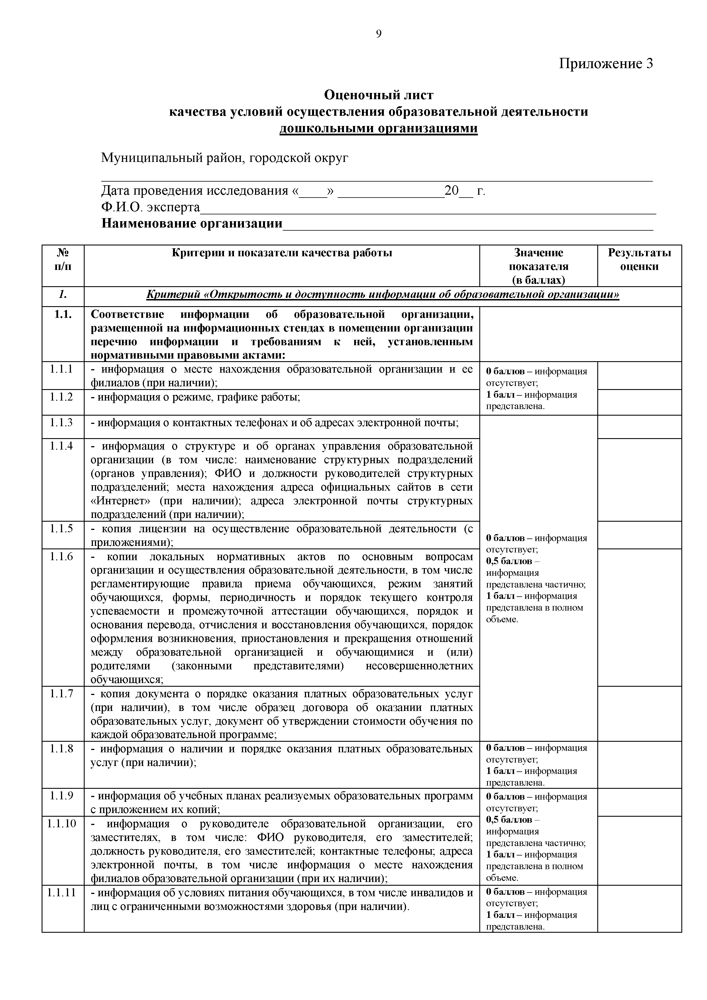 9
Приложение 3
Оценочный лист
качества условий осуществления образовательной деятельности
дошкольными организациями
Муниципальный район, городской округ
Дата проведения исследования «____» _______________20__ г.
Ф.И.О. эксперта________________________________________________________________
Наименование организации____________________________________________________
№
п/п
Критерии и показатели качества работы
Значение
показателя
(в баллах)
Результаты
оценки
1.
Критерий «Открытость и доступность информации об образовательной организации»
1.1.
Соответствие информации об образовательной организации,
размещенной на информационных стендах в помещении организации
перечню информации и требованиям к ней, установленным
нормативными правовыми актами:
1.1.1
- информация о месте нахождения образовательной организации и ее
филиалов (при наличии);
0 баллов – информация
отсутствует;
1 балл – информация
представлена.
1.1.2
- информация о режиме, графике работы;
1.1.3
- информация о контактных телефонах и об адресах электронной почты;
0 баллов – информация
отсутствует;
0,5 баллов –
информация
представлена частично;
1 балл – информация
представлена в полном
объеме.
1.1.4
- информация о структуре и об органах управления образовательной
организации (в том числе: наименование структурных подразделений
(органов управления); ФИО и должности руководителей структурных
подразделений; места нахождения адреса официальных сайтов в сети
«Интернет» (при наличии); адреса электронной почты структурных
подразделений (при наличии);
1.1.5
- копия лицензии на осуществление образовательной деятельности (с
приложениями);
1.1.6
- копии локальных нормативных актов по основным вопросам
организации и осуществления образовательной деятельности, в том числе
регламентирующие правила приема обучающихся, режим занятий
обучающихся, формы, периодичность и порядок текущего контроля
успеваемости и промежуточной аттестации обучающихся, порядок и
основания перевода, отчисления и восстановления обучающихся, порядок
оформления возникновения, приостановления и прекращения отношений
между образовательной организацией и обучающимися и (или)
родителями (законными представителями) несовершеннолетних
обучающихся;
1.1.7
- копия документа о порядке оказания платных образовательных услуг
(при наличии), в том числе образец договора об оказании платных
образовательных услуг, документ об утверждении стоимости обучения по
каждой образовательной программе;
1.1.8
- информация о наличии и порядке оказания платных образовательных
услуг (при наличии);
0 баллов – информация
отсутствует;
1 балл – информация
представлена.
1.1.9
- информация об учебных планах реализуемых образовательных программ
с приложением их копий;
0 баллов – информация
отсутствует;
0,5 баллов –
информация
представлена частично;
1 балл – информация
представлена в полном
объеме.
1.1.10
- информация о руководителе образовательной организации, его
заместителях, в том числе: ФИО руководителя, его заместителей;
должность руководителя, его заместителей; контактные телефоны; адреса
электронной почты, в том числе информация о месте нахождения
филиалов образовательной организации (при их наличии);
1.1.11
- информация об условиях питания обучающихся, в том числе инвалидов и
лиц с ограниченными возможностями здоровья (при наличии).
0 баллов – информация
отсутствует;
1 балл – информация
представлена.